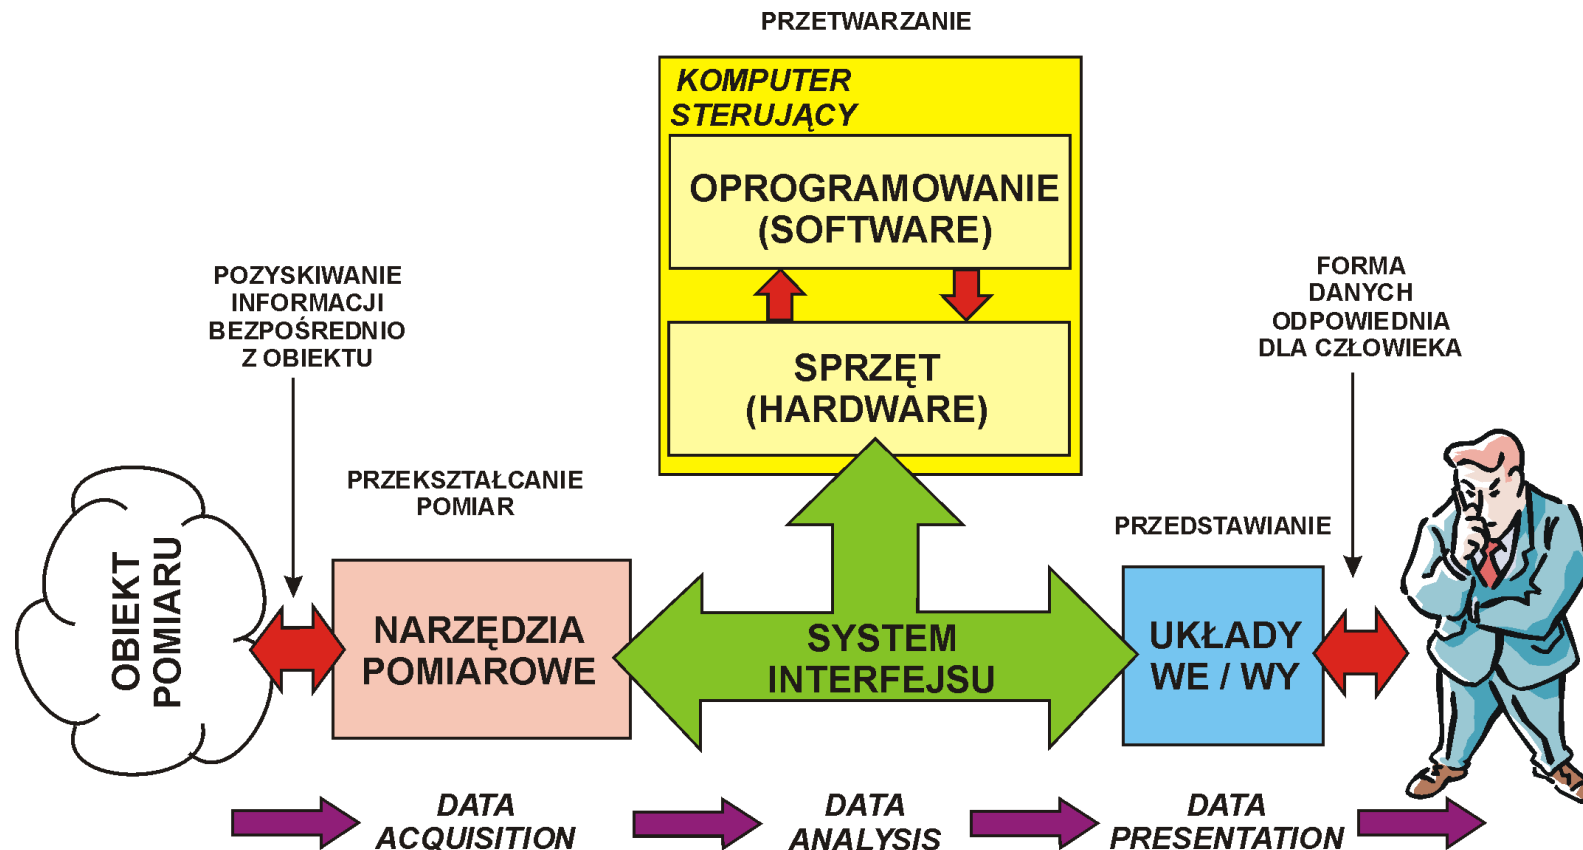 PRZETWARZANIE
KOMPUTER
STERUJĄCY
OPROGRAMOWANIE
(SOFTWARE)
SPRZĘT
(HARDWARE)
POZYSKIWANIE
INFORMACJI
BEZPOŚREDNIO
Z OBIEKTU
FORMA
DANYCH
ODPOWIEDNIA
DLA CZŁOWIEKA
PRZEKSZTAŁCANIE
POMIAR
PRZEDSTAWIANIE
OBIEKT
POMIARU
NARZĘDZIA
POMIAROWE
SYSTEM
INTERFEJSU
UKŁADY
WE / WY
DATA
ACQUISITION
DATA
ANALYSIS
DATA
PRESENTATION